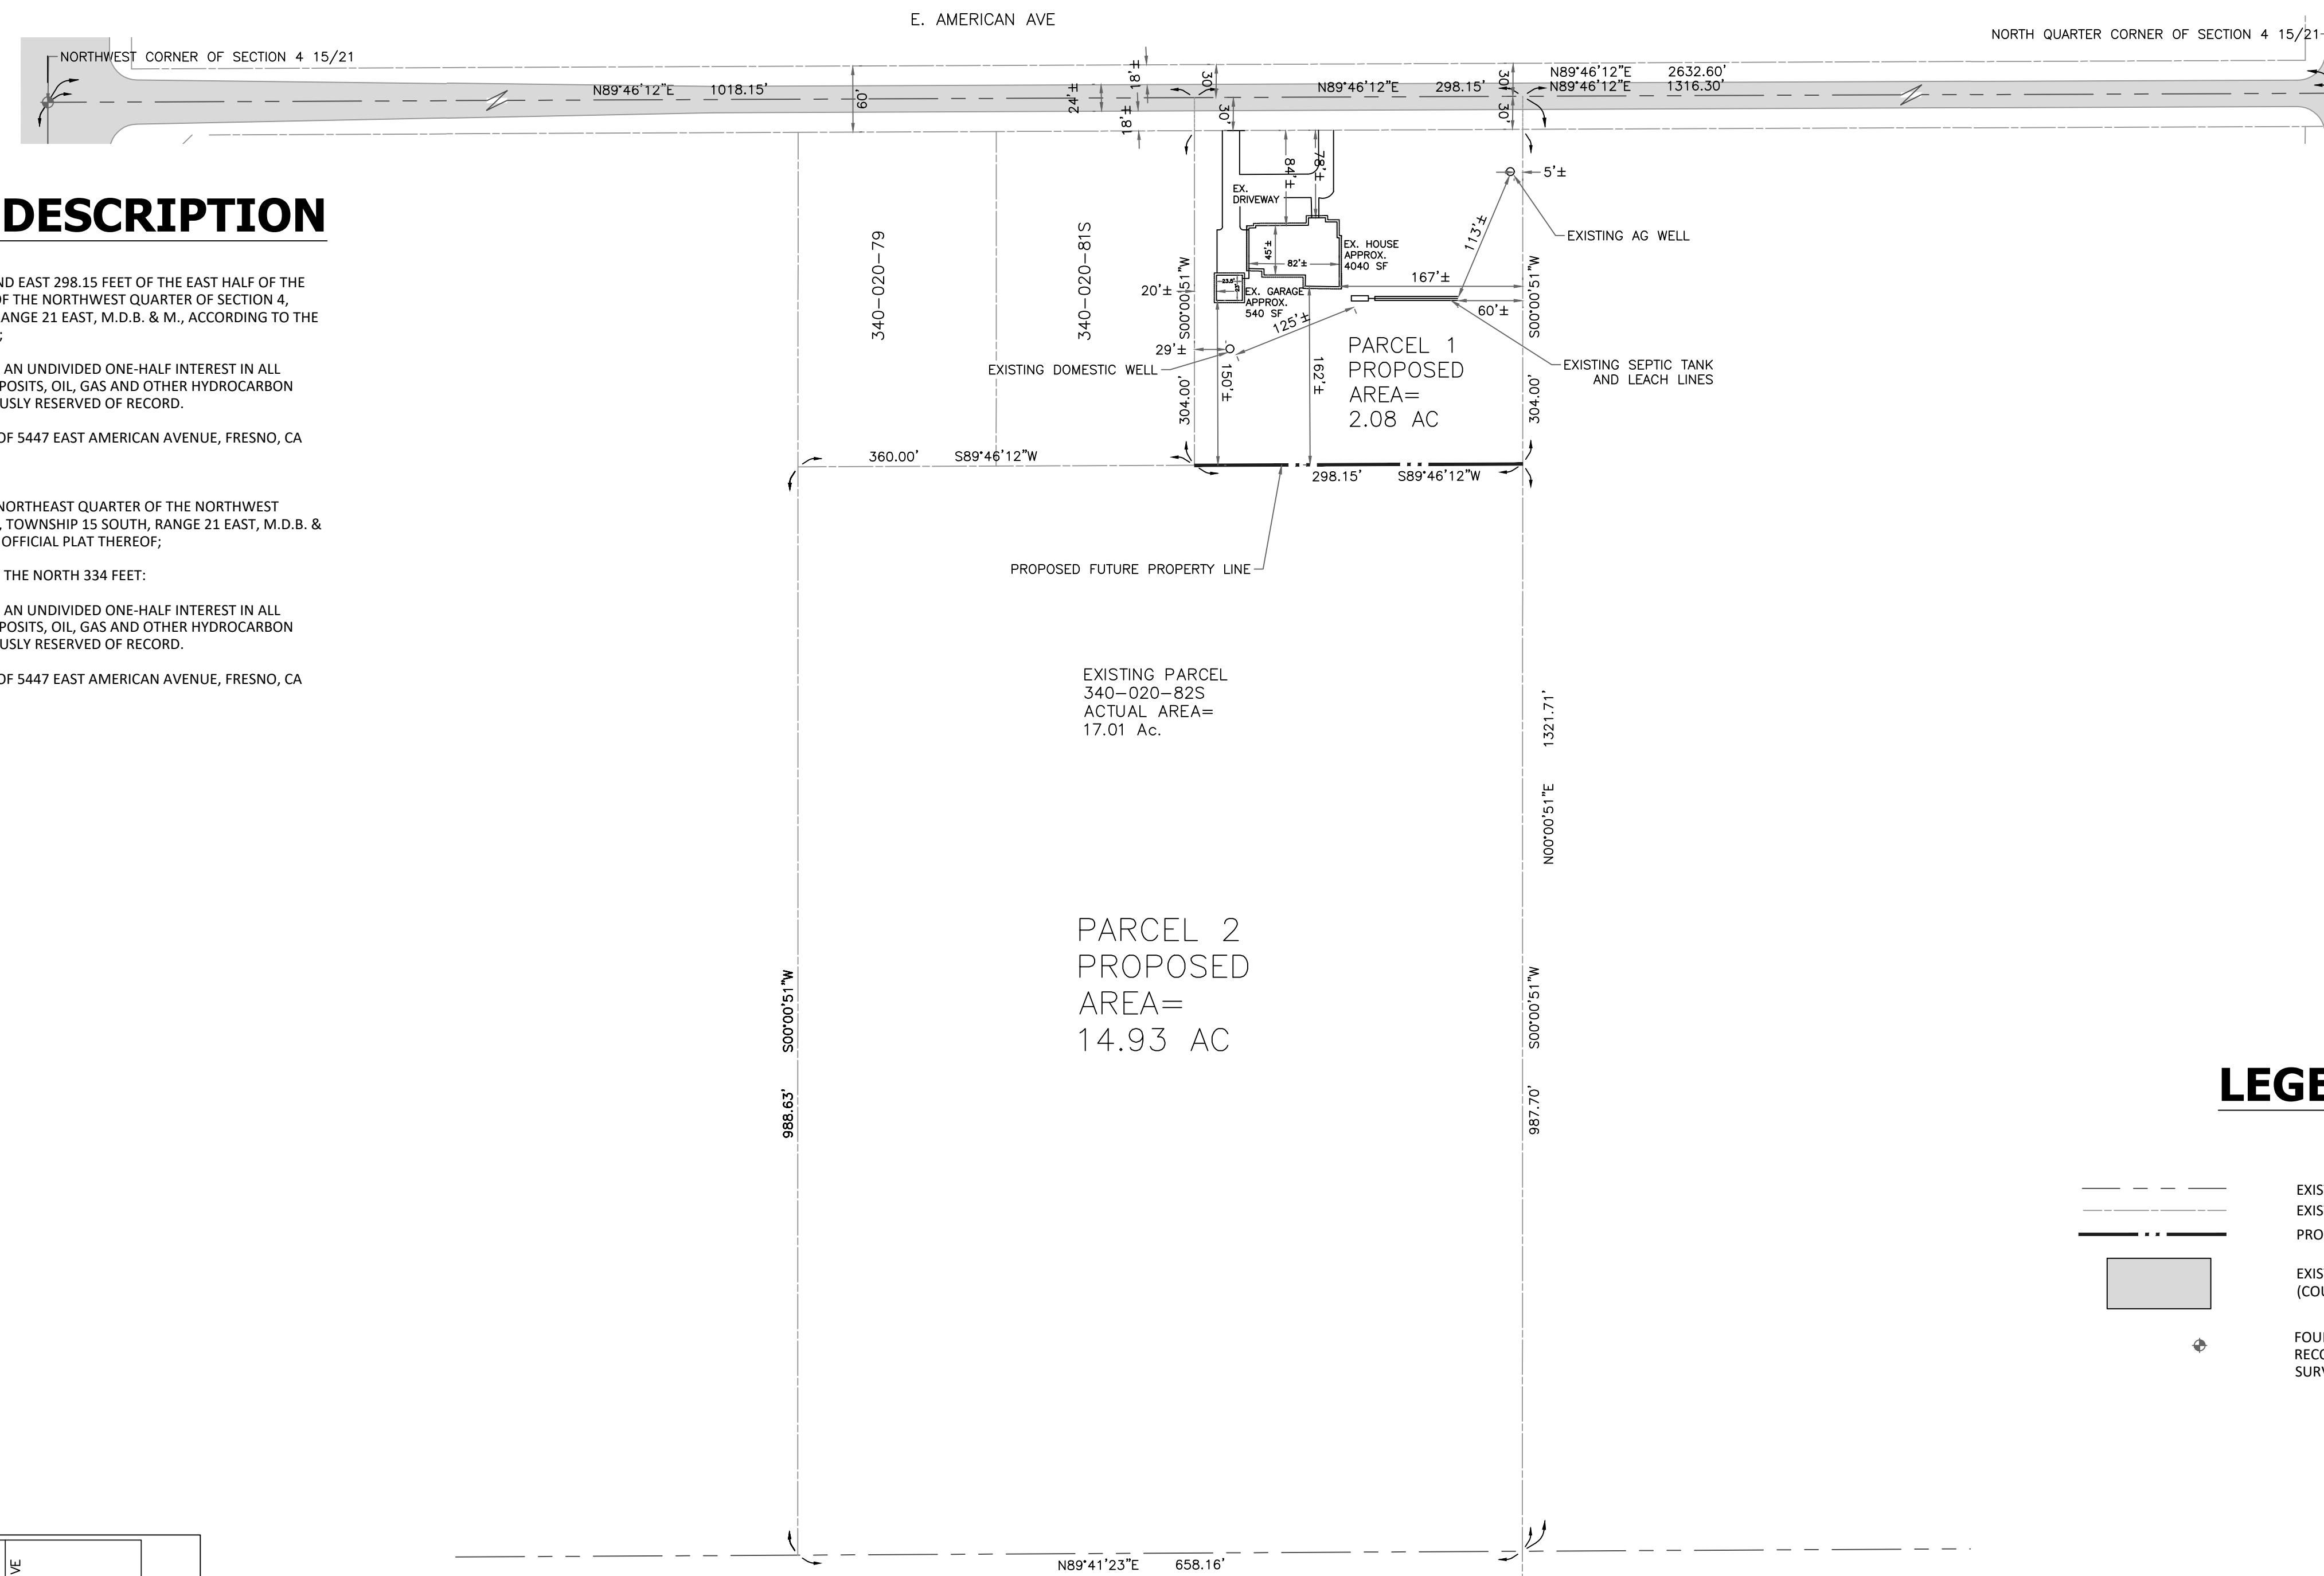 E. AMERICAN AVE
NORTHWEST CORNER OF SECTION 4 15/21
NORTH QUARTER CORNER OF SECTION 4 15/21
N89°46'12"E 1018.15'
60'
24'±
18'±
18'±
30'
30'
N89°46'12"E 298.15'
30'
30'
N89°46'12"E 2632.60'
N89°46'12"E 1316.30'
DESCRIPTION
ND EAST 298.15 FEET OF THE EAST HALF OF THE
OF THE NORTHWEST QUARTER OF SECTION 4,
ANGE 21 EAST, M.D.B. & M., ACCORDING TO THE
;
AN UNDIVIDED ONE-HALF INTEREST IN ALL
POSITS, OIL, GAS AND OTHER HYDROCARBON
USLY RESERVED OF RECORD.
OF 5447 EAST AMERICAN AVENUE, FRESNO, CA
NORTHEAST QUARTER OF THE NORTHWEST
, TOWNSHIP 15 SOUTH, RANGE 21 EAST, M.D.B. &
OFFICIAL PLAT THEREOF;
THE NORTH 334 FEET:
AN UNDIVIDED ONE-HALF INTEREST IN ALL
POSITS, OIL, GAS AND OTHER HYDROCARBON
USLY RESERVED OF RECORD.
OF 5447 EAST AMERICAN AVENUE, FRESNO, CA
340-020-79
340-020-81S
84'±
78'±
EX.
DRIVEWAY
5'±
113'±
EXISTING AG WELL
EX. HOUSE
APPROX.
4040 SF
45'±
82'±
167'±
S00°00'51"W
304.00'
20'±
23.5'
23'
EX. GARAGE
APPROX.
540 SF
60'±
125'±
29'±
EXISTING DOMESTIC WELL
150'±
162'±
PARCEL 1
PROPOSED
AREA=
2.08 AC
EXISTING SEPTIC TANK
AND LEACH LINES
S00°00'51"W
304.00'
360.00' S89°46'12"W
298.15' S89°46'12"W
PROPOSED FUTURE PROPERTY LINE
EXISTING PARCEL
340-020-82S
ACTUAL AREA=
17.01 Ac.
N00°00'51"E 1321.71'
PARCEL 2
PROPOSED
AREA=
14.93 AC
988.63' S00°00'51"W
987.70' S00°00'51"W
LEGE
EXIS
EXIS
PRO
EXIS
(COU
FOU
RECO
SURV
VE
N89°41'23"E 658.16'